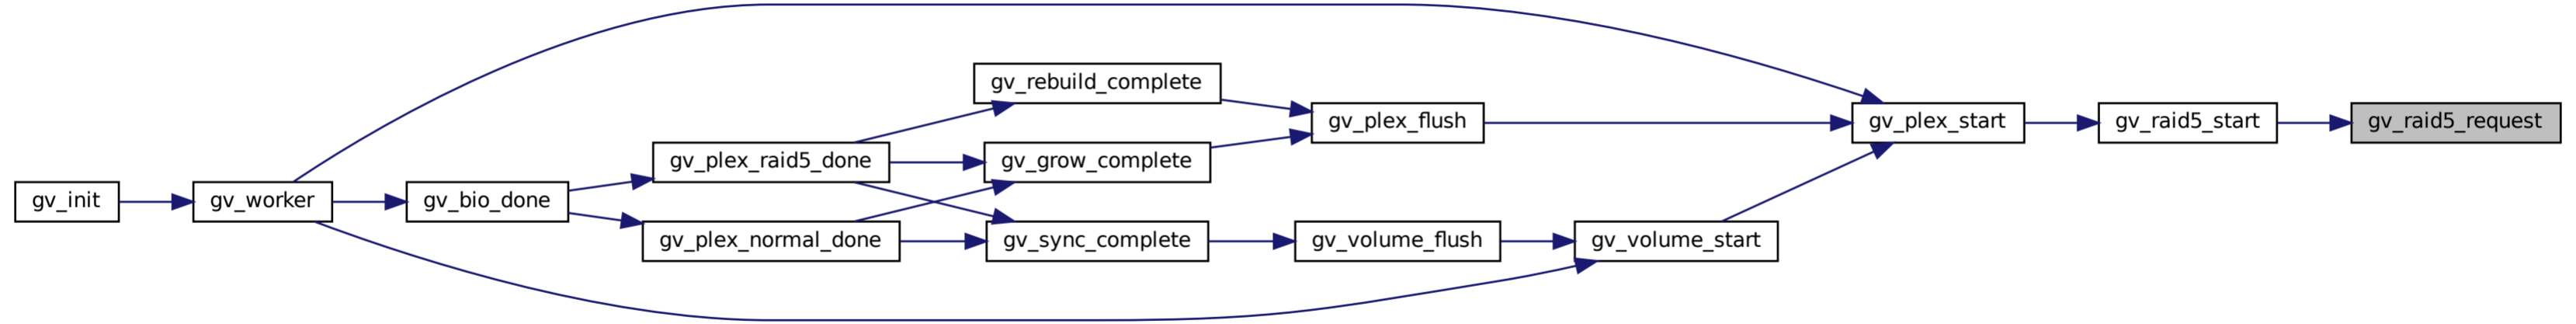 gv_rebuild_complete
gv_plex_flush
gv_plex_start
gv_raid5_start
gv_raid5_request
gv_plex_raid5_done
gv_grow_complete
gv_init
gv_worker
gv_bio_done
gv_plex_normal_done
gv_sync_complete
gv_volume_flush
gv_volume_start